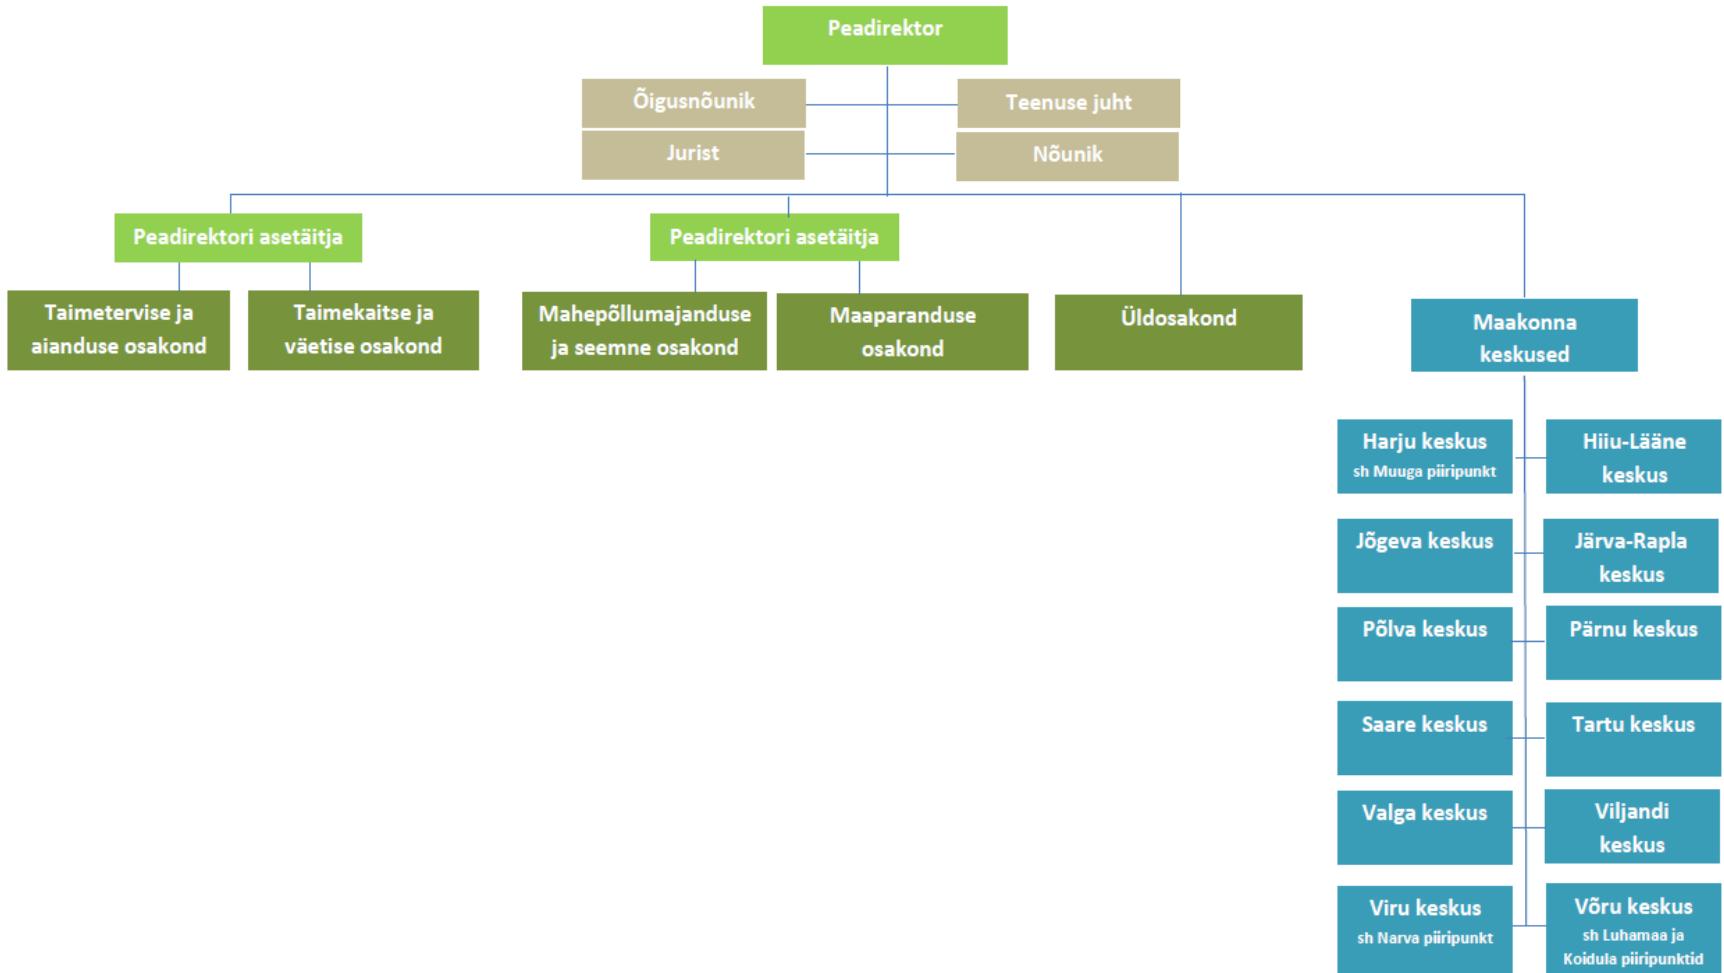 Peadirektor
Õigusnõunik
Teenuse juht
Jurist
Nõunik
Peadirektori asetäitja
Peadirektori asetäitja
Taimetervise ja
aianduse osakond
Taimekaitse ja
väetise osakond
Mahepõllumajanduse
ja seemne osakond
Maaparanduse
osakond
Üldosakond
Maakonna
keskused
Harju keskus
sh Muuga piiripunkt
Hiiu-Lääne
keskus
Jõgeva keskus
Järva-Rapla
keskus
Põlva keskus
Pärnu keskus
Saare keskus
Tartu keskus
Valga keskus
Viljandi
keskus
Viru keskus
sh Narva piiripunkt
Võru keskus
sh Luhamaa ja
Koidula piiripunktid